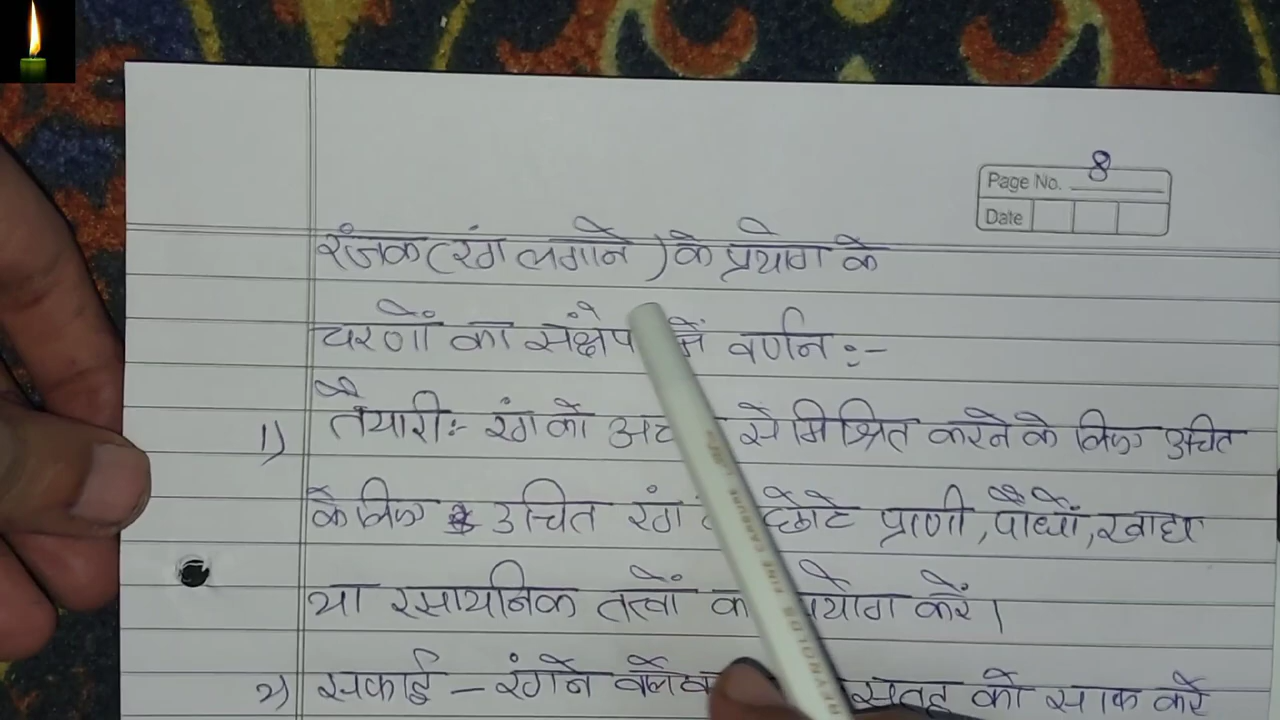 Page No. 8
Date
रंजक (रंग लगाने) के प्रयोग के
चरणों का संक्षेप में वर्णन :-
1) तैयारी:- रंग को से मिश्रित करने के लिए उचित
के लिए उचित रंग छोटे प्राणी, पौधों, खाद्य
या रसायनिक तत्वों का प्रयोग करें।
2) सफाई - रंगने सतह को साफ करें